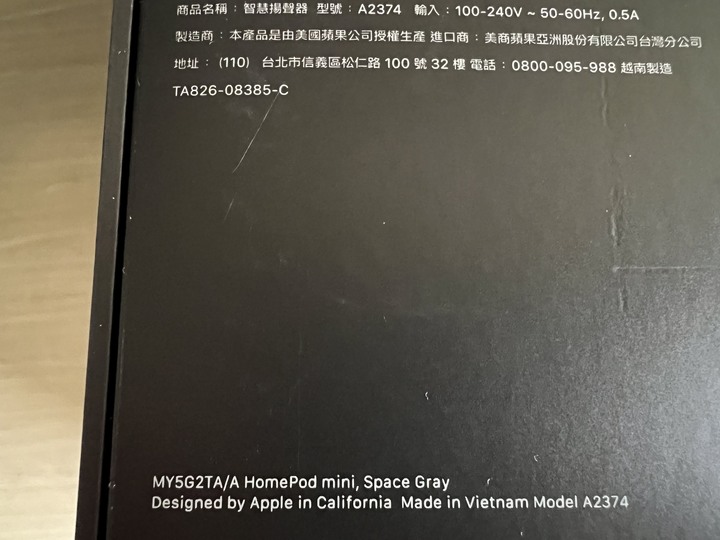 商品名稱：智慧揚聲器 型號：A2374 輸入：100-240V ~ 50-60Hz, 0.5A
製造商：本產品是由美國蘋果公司授權生產 進口商：美商蘋果亞洲股份有限公司台灣分公司
地址：(110) 台北市信義區松仁路 100 號 32 樓 電話：0800-095-988 越南製造
TA826-08385-C
MY5G2TA/A HomePod mini, Space Gray
Designed by Apple in California Made in Vietnam Model A2374